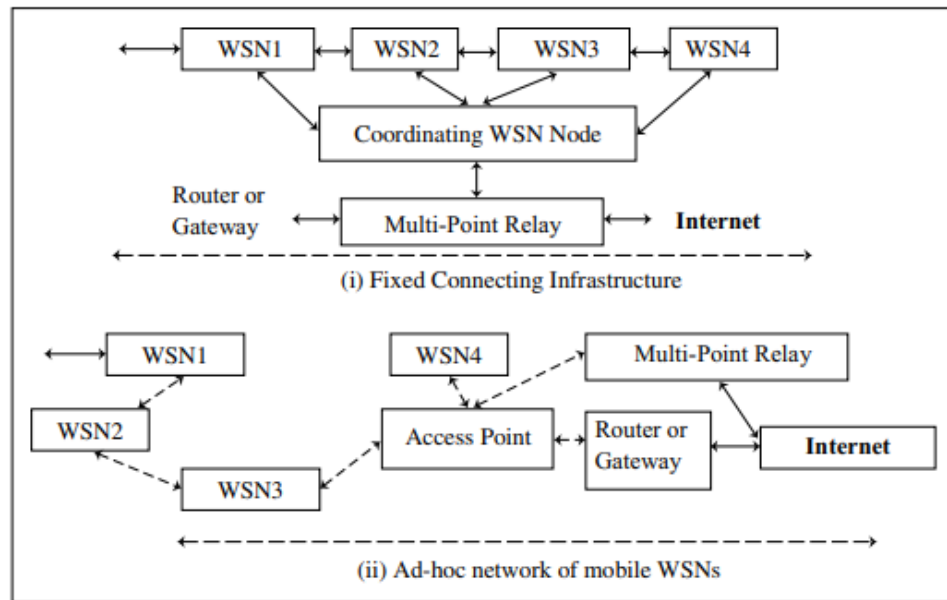 WSN1
WSN2
WSN3
WSN4
Coordinating WSN Node
Router or
Gateway
Multi-Point Relay
Internet
(i) Fixed Connecting Infrastructure
WSN1
WSN4
Multi-Point Relay
WSN2
Access Point
Router or
Gateway
Internet
WSN3
(ii) Ad-hoc network of mobile WSNs